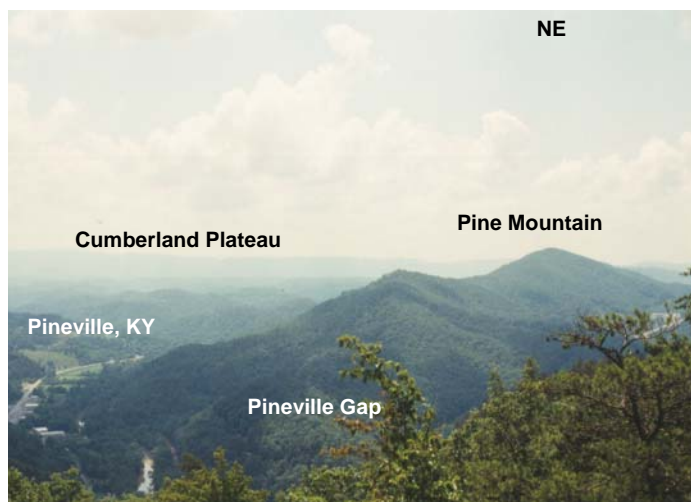 NE
Pine Mountain
Cumberland Plateau
Pineville, KY
Pineville Gap